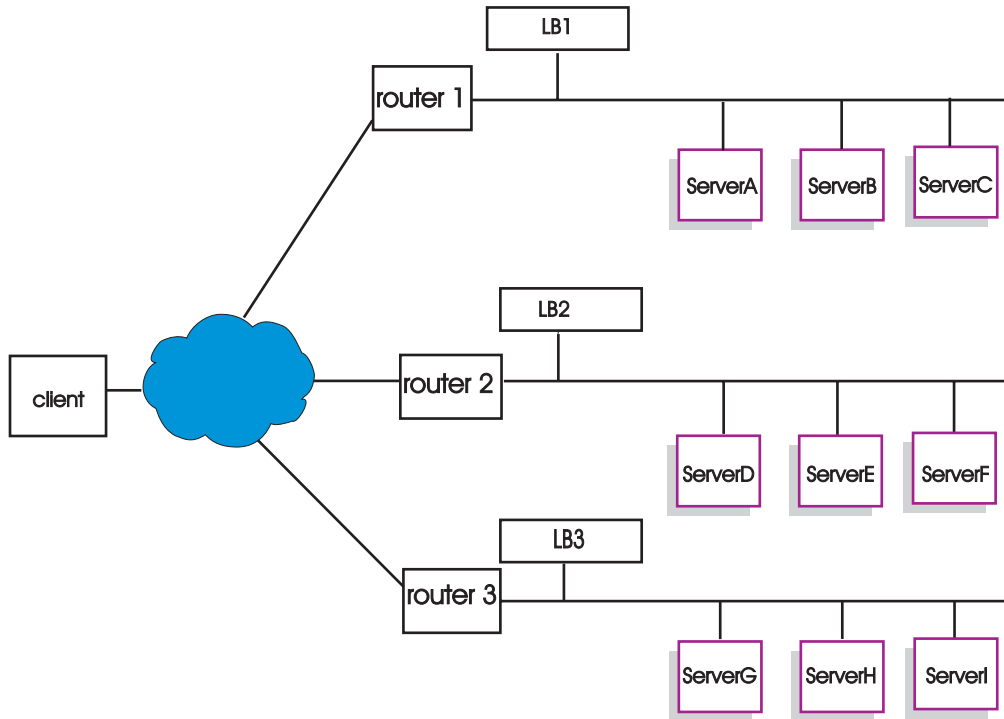 LB1
router 1
ServerA
ServerB
ServerC
LB2
client
router 2
ServerD
ServerE
ServerF
LB3
router 3
ServerG
ServerH
ServerI